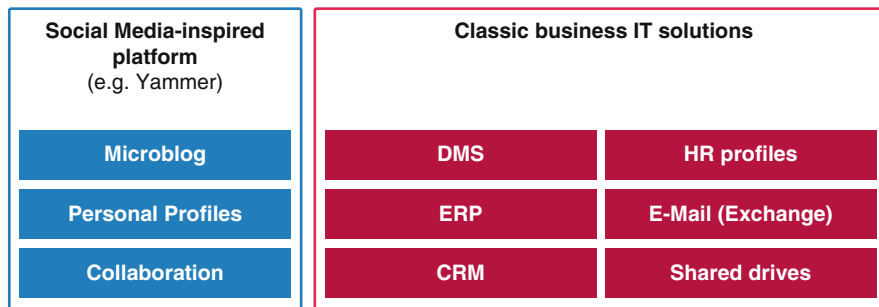 Social Media-inspired
platform
(e.g. Yammer)
Microblog
Personal Profiles
Collaboration
Classic business IT solutions
DMS
HR profiles
ERP
E-Mail (Exchange)
CRM
Shared drives